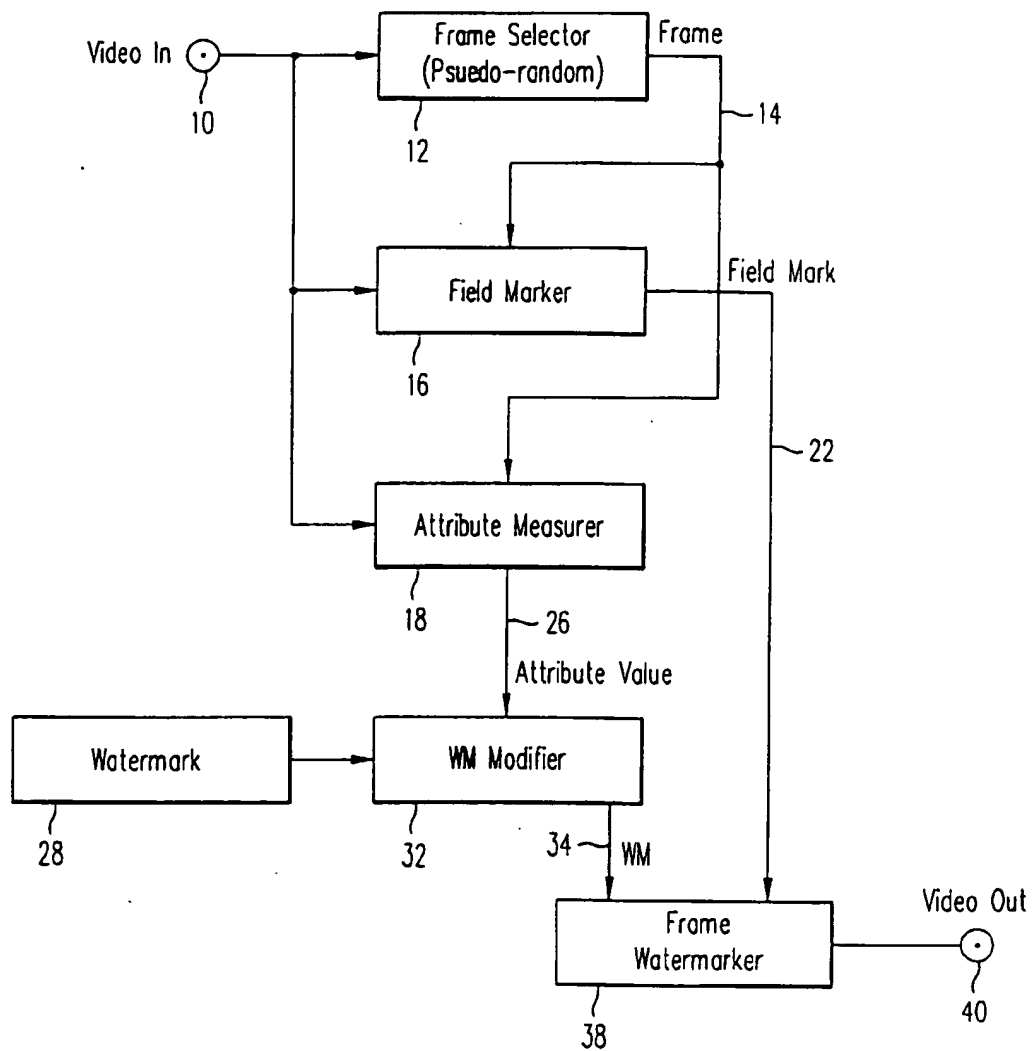 Video In
10
Frame Selector
(Psuedo-random)
12
Frame
14
Field Marker
16
Field Mark
22
Attribute Measurer
18
26
Attribute Value
Watermark
28
WM Modifier
32
34
WM
Frame
Watermarker
38
Video Out
40